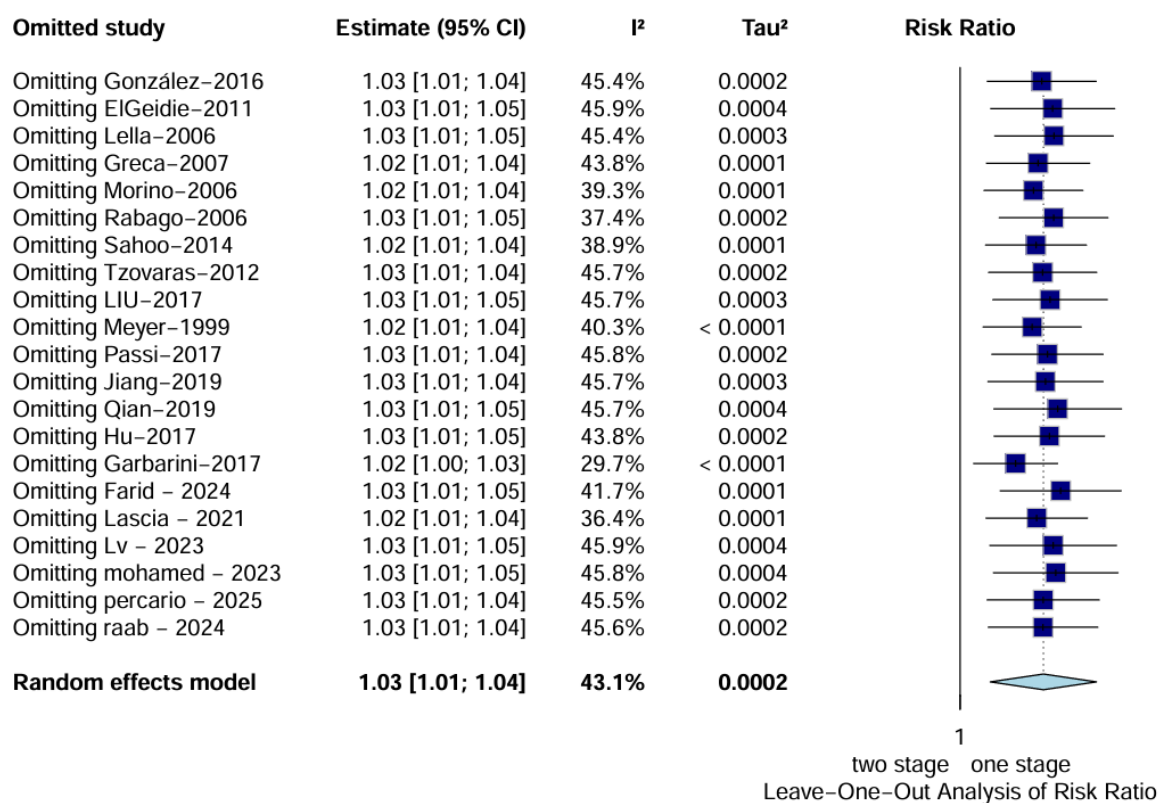 Omitted study Estimate (95% CI) I² Tau² Risk Ratio
Omitting González−2016 1.03 [1.01; 1.04] 45.4% 0.0002
Omitting ElGeidie−2011 1.03 [1.01; 1.05] 45.9% 0.0004
Omitting Lella−2006 1.03 [1.01; 1.05] 45.4% 0.0003
Omitting Greca−2007 1.02 [1.01; 1.04] 43.8% 0.0001
Omitting Morino−2006 1.02 [1.01; 1.04] 39.3% 0.0001
Omitting Rabago−2006 1.03 [1.01; 1.05] 37.4% 0.0002
Omitting Sahoo−2014 1.02 [1.01; 1.04] 38.9% 0.0001
Omitting Tzovaras−2012 1.03 [1.01; 1.04] 45.7% 0.0002
Omitting LIU−2017 1.03 [1.01; 1.05] 45.7% 0.0003
Omitting Meyer−1999 1.02 [1.01; 1.04] 40.3% < 0.0001
Omitting Passi−2017 1.03 [1.01; 1.04] 45.8% 0.0002
Omitting Jiang−2019 1.03 [1.01; 1.04] 45.7% 0.0003
Omitting Qian−2019 1.03 [1.01; 1.05] 45.7% 0.0004
Omitting Hu−2017 1.03 [1.01; 1.05] 43.8% 0.0002
Omitting Garbarini−2017 1.02 [1.00; 1.03] 29.7% < 0.0001
Omitting Farid − 2024 1.03 [1.01; 1.05] 41.7% 0.0001
Omitting Lascia − 2021 1.02 [1.01; 1.04] 36.4% 0.0001
Omitting Lv − 2023 1.03 [1.01; 1.05] 45.9% 0.0004
Omitting mohamed − 2023 1.03 [1.01; 1.05] 45.8% 0.0004
Omitting percario − 2025 1.03 [1.01; 1.04] 45.5% 0.0002
Omitting raab − 2024 1.03 [1.01; 1.04] 45.6% 0.0002
Random effects model 1.03 [1.01; 1.04] 43.1% 0.0002
1
two stage one stage
Leave−One−Out Analysis of Risk Ratio